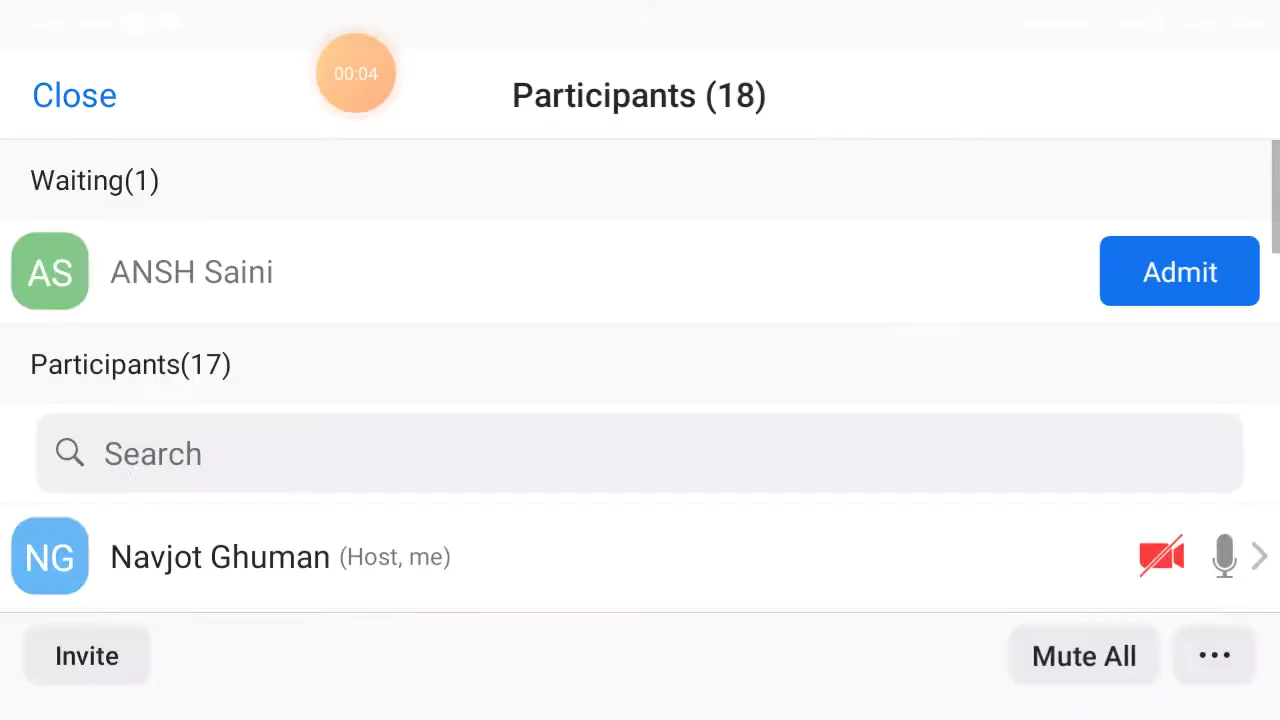 Close
00:04
Participants (18)
Waiting(1)
AS
ANSH Saini
Admit
Participants(17)
Search
NG
Navjot Ghuman (Host, me)
Invite
Mute All